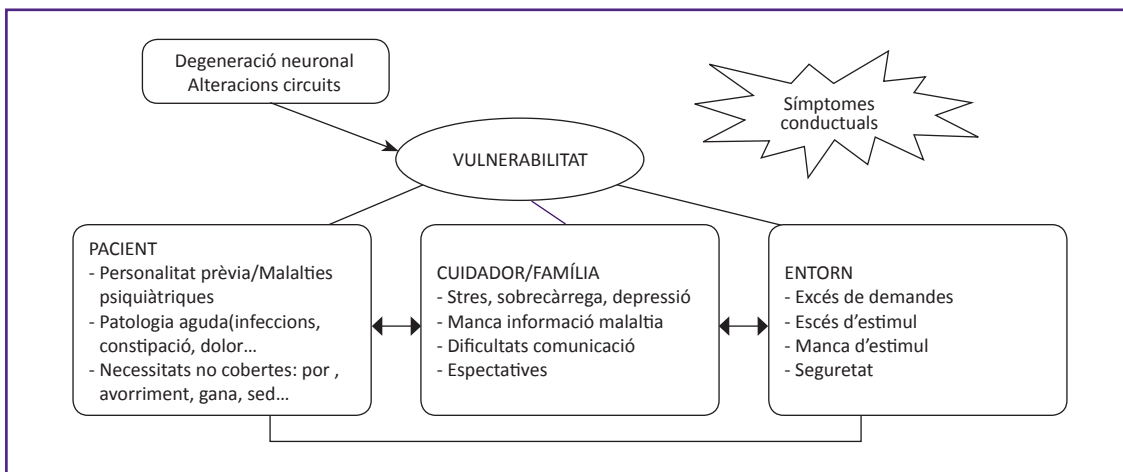 Degeneració neuronal
Alteracions circuits
Símptomes
conductuals
VULNERABILITAT
PACIENT
- Personalitat prèvia/Malalties
psiquiàtriques
- Patologia aguda(infeccions,
constipació, dolor...
- Necessitats no cobertes: por ,
avorriment, gana, sed...
CUIDADOR/FAMÍLIA
- Stres, sobrecàrrega, depressió
- Manca informació malaltia
- Dificultats comunicació
- Espectatives
ENTORN
- Excés de demandes
- Escés d'estimul
- Manca d'estimul
- Seguretat